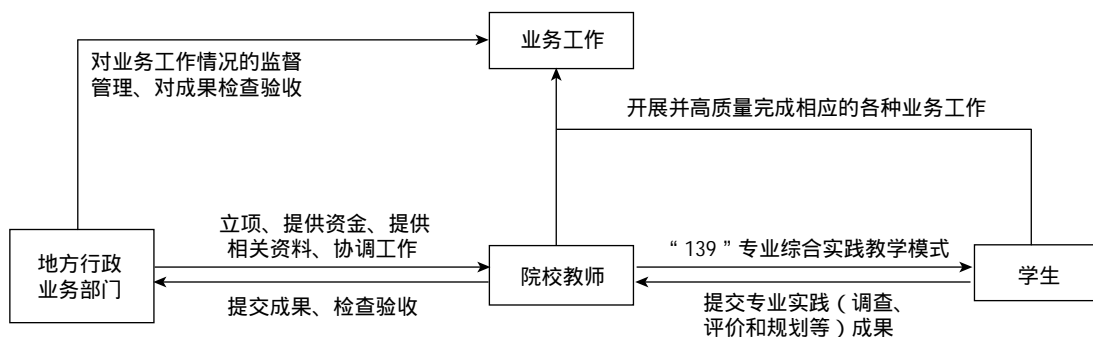 业务工作
对业务工作情况的监督
管理、对成果检查验收
开展并高质量完成相应的各种业务工作
立项、提供资金、提供
相关资料、协调工作
地方行政
业务部门
提交成果、检查验收
院校教师
“139”专业综合实践教学模式
学生
提交专业实践（调查、
评价和规划等）成果